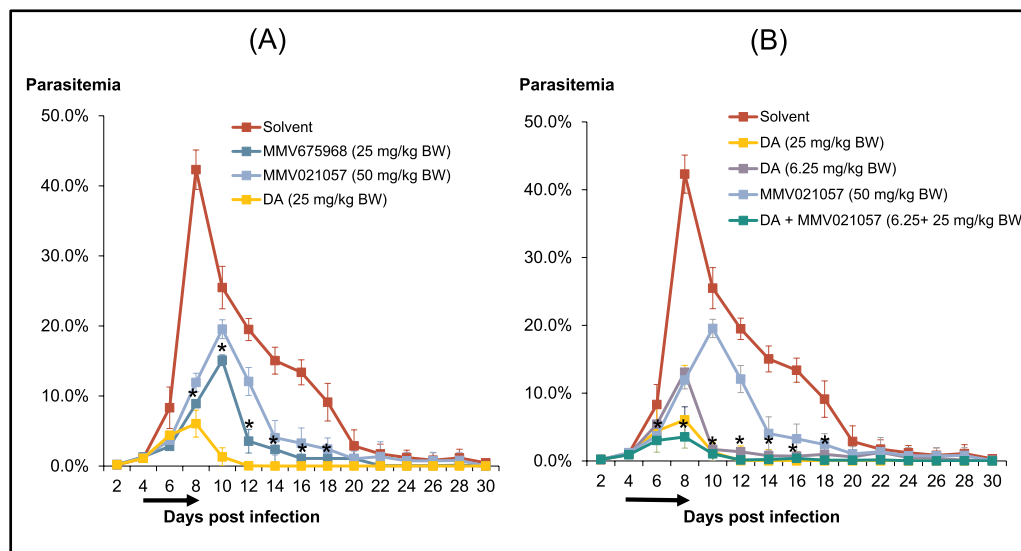 (A)
Parasitemia
50.0%
40.0%
30.0%
20.0%
10.0%
0.0%
Solvent
MMV675968 (25 mg/kg BW)
MMV021057 (50 mg/kg BW)
DA (25 mg/kg BW)
* * * * * *
2 4 6 8 10 12 14 16 18 20 22 24 26 28 30
Days post infection
(B)
Parasitemia
50.0%
40.0%
30.0%
20.0%
10.0%
0.0%
Solvent
DA (25 mg/kg BW)
DA (6.25 mg/kg BW)
MMV021057 (50 mg/kg BW)
DA + MMV021057 (6.25+ 25 mg/kg BW
* * * * * * *
2 4 6 8 10 12 14 16 18 20 22 24 26 28 30
Days post infection